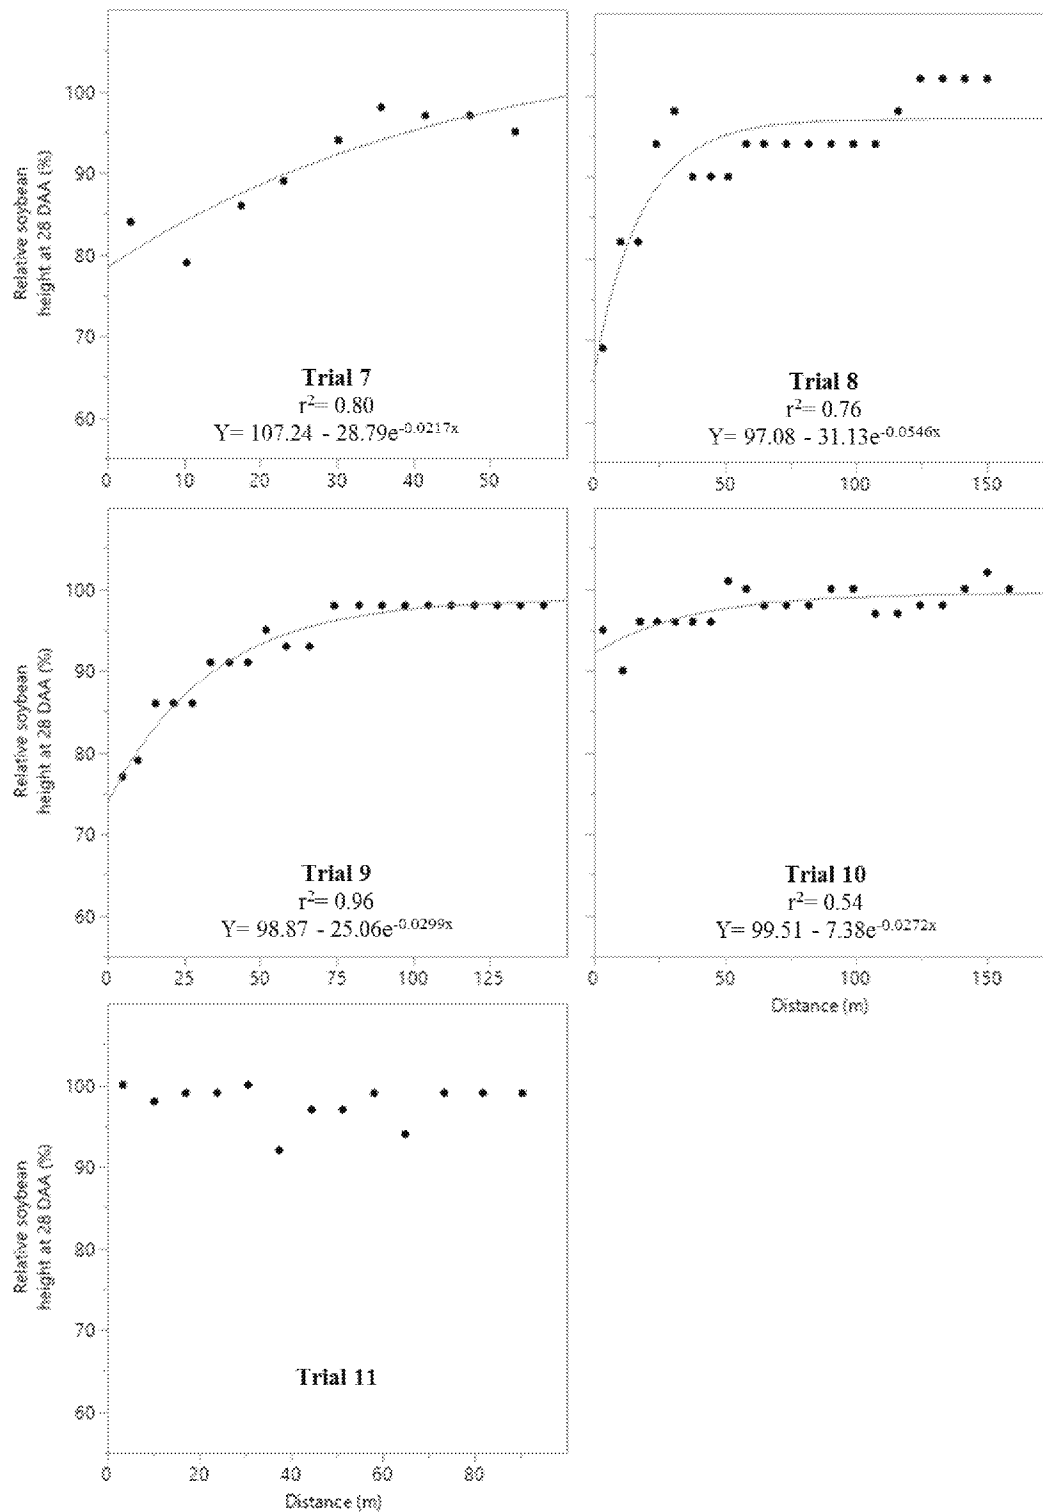 Relative soybean
height at 28 DAA (%)
100
90
80
70
60
Trial 7
r²= 0.80
Y= 107.24 - 28.79e^-0.0217x
0 10 20 30 40 50
Trial 8
r²= 0.76
Y= 97.08 - 31.13e^-0.0546x
0 50 100 150
Relative soybean
height at 28 DAA (%)
100
90
80
70
60
Trial 9
r²= 0.96
Y= 98.87 - 25.06e^-0.0299x
0 25 50 75 100 125
Trial 10
r²= 0.54
Y= 99.51 - 7.38e^-0.0272x
0 50 100 150
Distance (m)
Relative soybean
height at 28 DAA (%)
100
90
80
70
60
Trial 11
0 20 40 60 80
Distance (m)